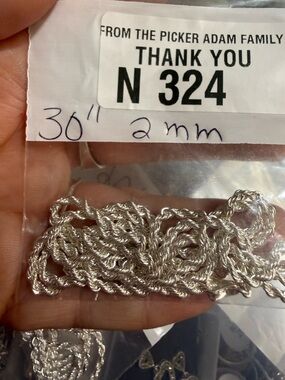 FROM THE PICKER ADAM FAMILY
THANK YOU
N 324
30" 2mm